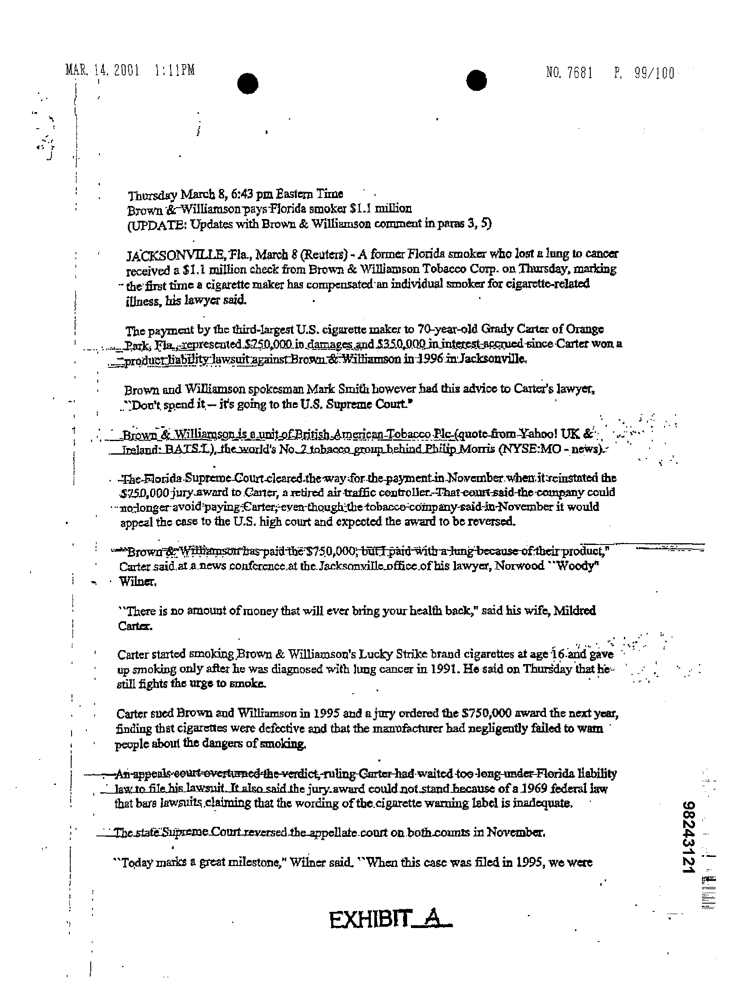 MAR. 14. 2001 1:11PM NO. 7681 P. 99/100
Thursday March 8, 6:43 pm Eastern Time
Brown & Williamson pays Florida smoker $1.1 million
(UPDATE: Updates with Brown & Williamson comment in paras 3, 5)
JACKSONVILLE, Fla., March 8 (Reuters) - A former Florida smoker who lost a lung to cancer
received a $1.1 million check from Brown & Williamson Tobacco Corp. on Thursday, marking
the first time a cigarette maker has compensated an individual smoker for cigarette-related
illness, his lawyer said.
The payment by the third-largest U.S. cigarette maker to 70-year-old Grady Carter of Orange
Park, Fla., represented $750,000 in damages and $350,000 in interest accrued since Carter won a
product liability lawsuit against Brown & Williamson in 1996 in Jacksonville.
Brown and Williamson spokesman Mark Smith however had this advice to Carter's lawyer,
``Don't spend it -- it's going to the U.S. Supreme Court."
Brown & Williamson is a unit of British American Tobacco Plc (quote from Yahoo! UK &
Ireland: BATS.L), the world's No. 2 tobacco group behind Philip Morris (NYSE:MO - news).
The Florida Supreme Court cleared the way for the payment in November when it reinstated the
$750,000 jury award to Carter, a retired air traffic controller. That court said the company could
no longer avoid paying Carter, even though the tobacco company said in November it would
appeal the case to the U.S. high court and expected the award to be reversed.
``Brown & Williamson has paid the $750,000, but I paid with a lung because of their product,"
Carter said at a news conference at the Jacksonville office of his lawyer, Norwood ``Woody"
Wilner.
``There is no amount of money that will ever bring your health back," said his wife, Mildred
Carter.
Carter started smoking Brown & Williamson's Lucky Strike brand cigarettes at age 16 and gave
up smoking only after he was diagnosed with lung cancer in 1991. He said on Thursday that he
still fights the urge to smoke.
Carter sued Brown and Williamson in 1995 and a jury ordered the $750,000 award the next year,
finding that cigarettes were defective and that the manufacturer had negligently failed to warn
people about the dangers of smoking.
An appeals court overturned the verdict, ruling Carter had waited too long under Florida liability
law to file his lawsuit. It also said the jury award could not stand because of a 1969 federal law
that bars lawsuits claiming that the wording of the cigarette warning label is inadequate.
The state Supreme Court reversed the appellate court on both counts in November.
``Today marks a great milestone," Wilner said. ``When this case was filed in 1995, we were
EXHIBIT A
98243121